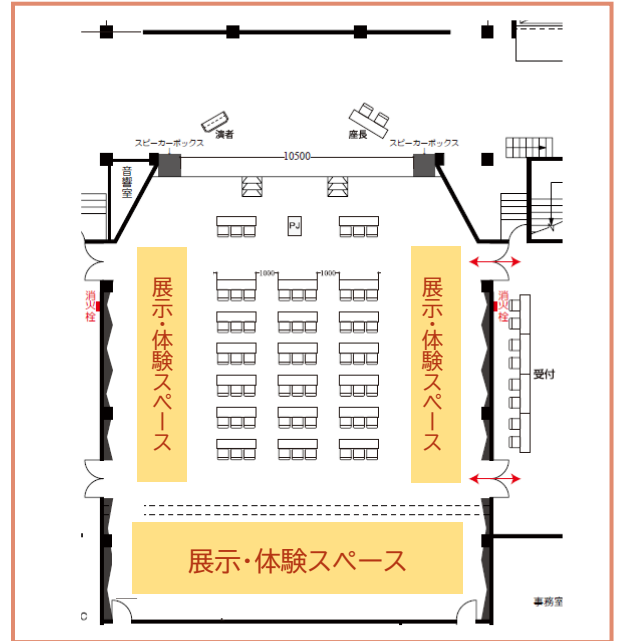 演者
座長
スピーカーボックス
スピーカーボックス
10500
音響室
PJ
1000
1000
消火栓
消火栓
展示・体験スペース
展示・体験スペース
受付
展示・体験スペース
事務室